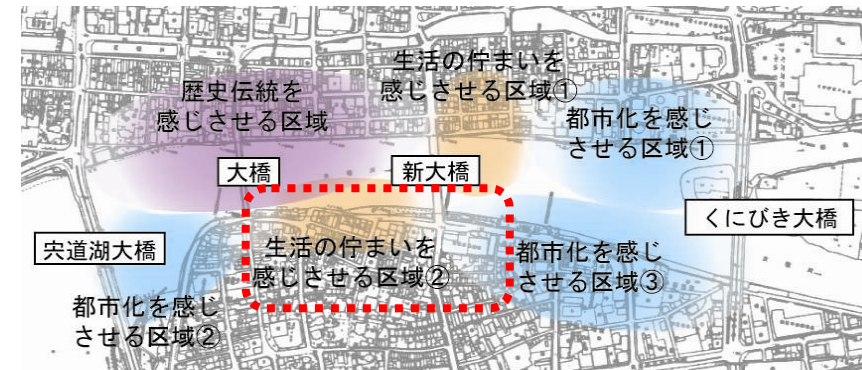 生活の佇まいを
感じさせる区域①
歴史伝統を
感じさせる区域
都市化を感じ
させる区域①
大橋
新大橋
くにびき大橋
宍道湖大橋
生活の佇まいを
感じさせる区域②
都市化を感じ
させる区域③
都市化を感じ
させる区域②